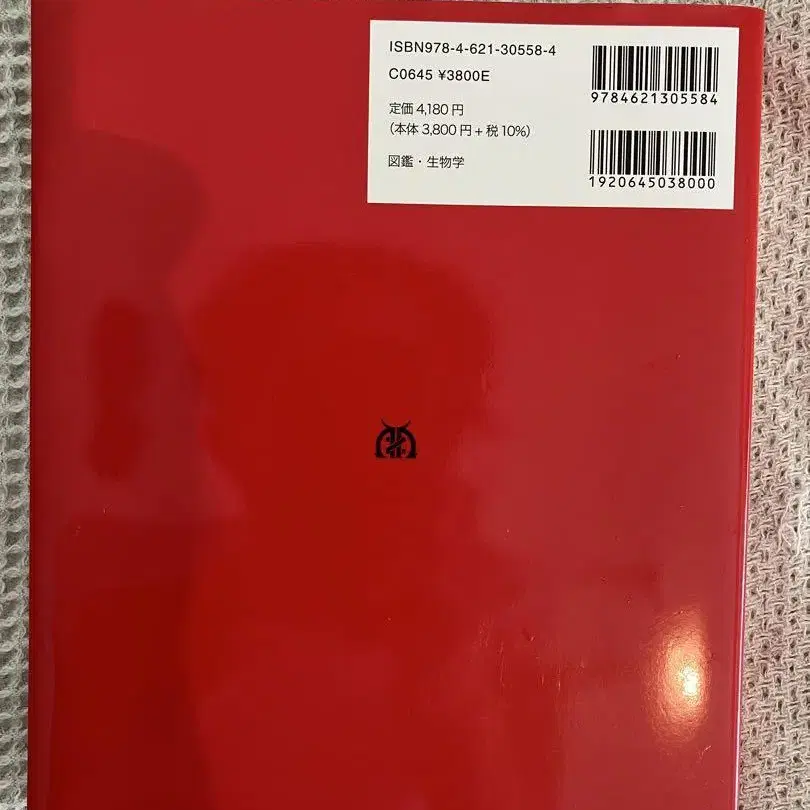 ISBN978-4-621-30558-4
C0645 ¥3800E
定価 4,180 円
(本体 3,800 円 + 税 10%)
図鑑・生物学
9784621305584
1920645038000